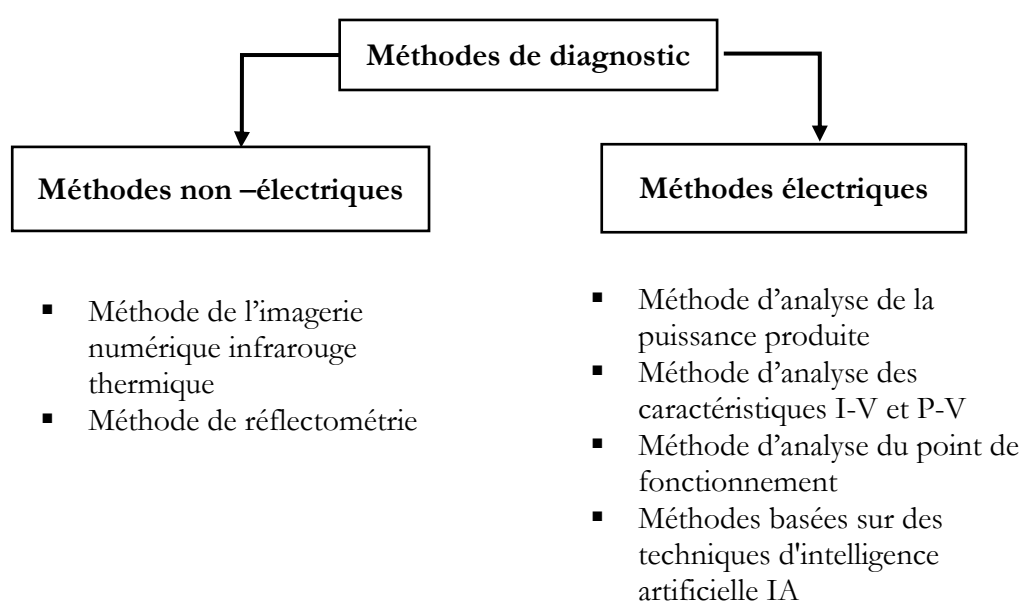 Méthodes de diagnostic
Méthodes non –électriques
Méthodes électriques
▪ Méthode de l’imagerie
numérique infrarouge
thermique
▪ Méthode de réflectométrie
▪ Méthode d’analyse de la
puissance produite
▪ Méthode d’analyse des
caractéristiques I-V et P-V
▪ Méthode d’analyse du point de
fonctionnement
▪ Méthodes basées sur des
techniques d'intelligence
artificielle IA